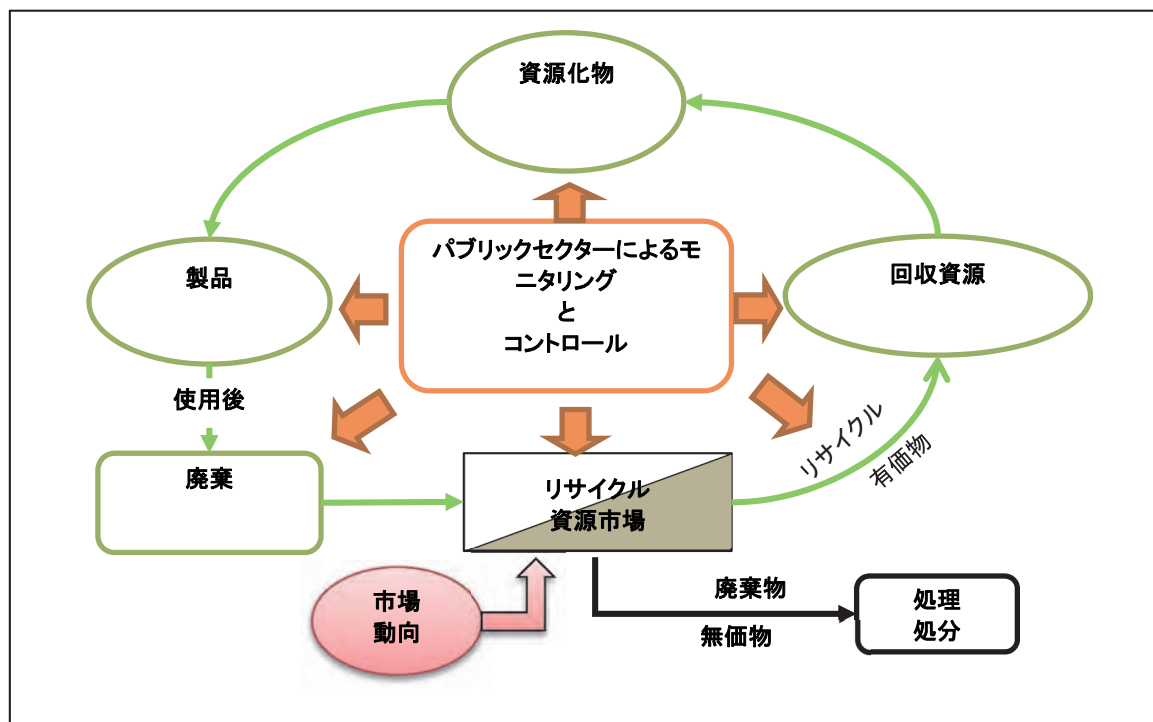 資源化物
パブリックセクターによるモ
ニタリング
と
コントロール
製品
回収資源
使用後
廃棄
リサイクル
資源市場
リサイクル
有価物
市場
動向
廃棄物
無価物
処理
処分